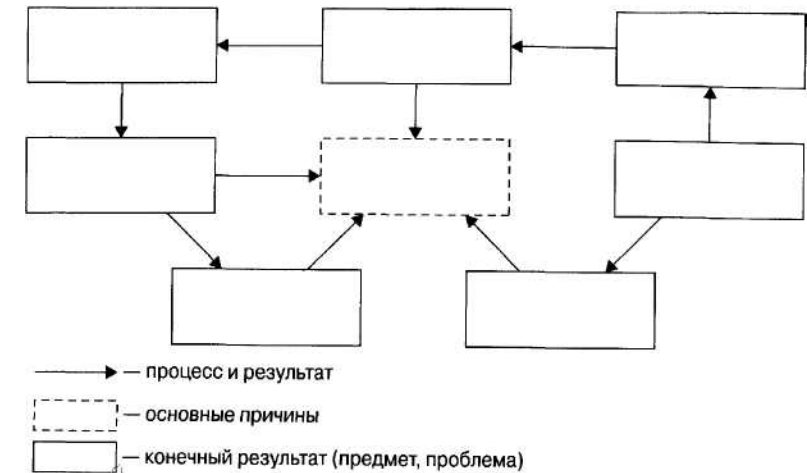 — процесс и результат
— основные причины
— конечный результат (предмет, проблема)